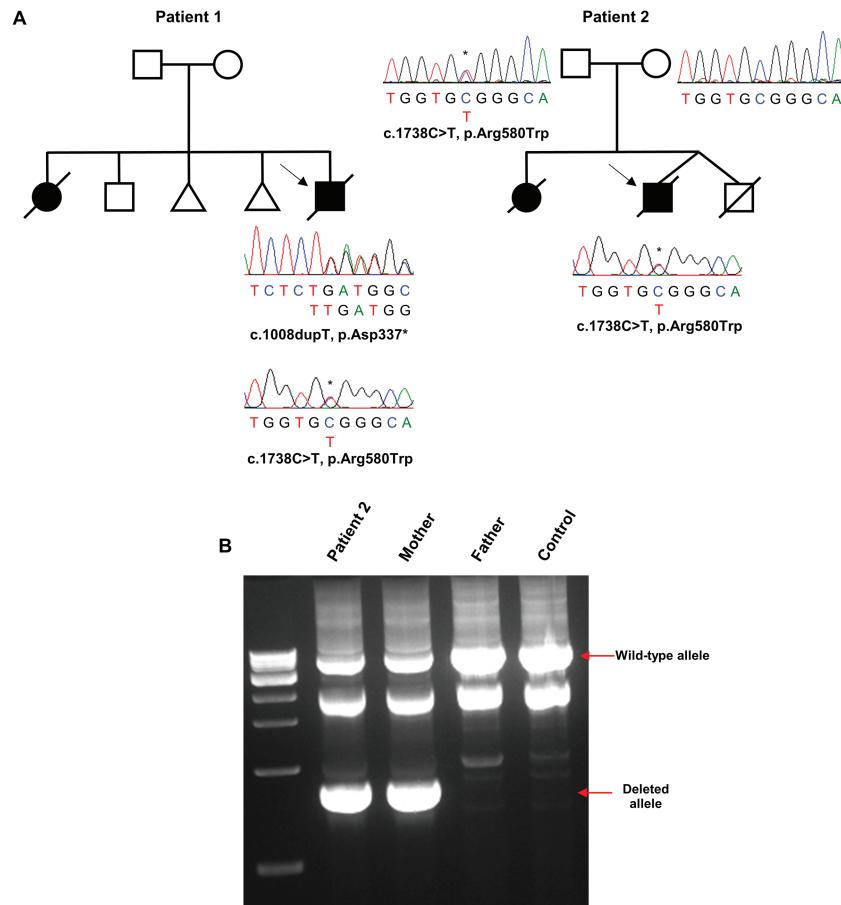 A
Patient 1
Patient 2
*
TGGTGCGGGCA
T
c.1738C>T, p.Arg580Trp
TGGTGCGGGCA
TCTCTGATGGC
TTGATGG
c.1008dupT, p.Asp337*
*
TGGTGCGGGCA
T
c.1738C>T, p.Arg580Trp
*
TGGTGCGGGCA
T
c.1738C>T, p.Arg580Trp
B
Patient 2
Mother
Father
Control
Wild-type allele
Deleted
allele